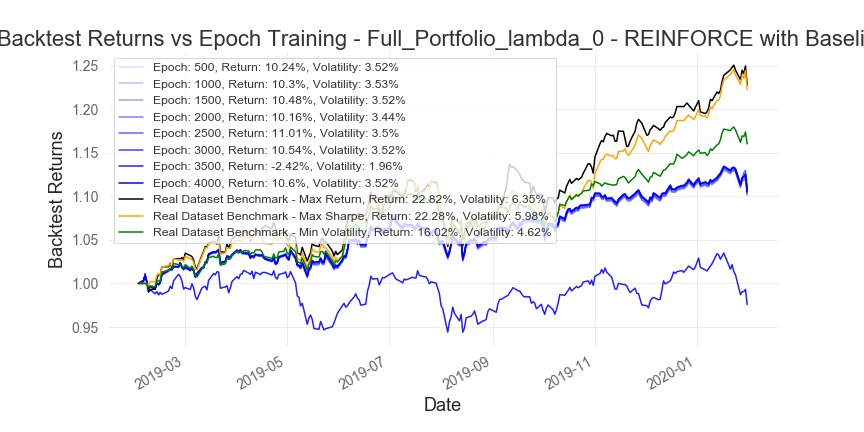 Backtest Returns vs Epoch Training - Full_Portfolio_lambda_0 - REINFORCE with Baseli
Epoch: 500, Return: 10.24%, Volatility: 3.52%
Epoch: 1000, Return: 10.3%, Volatility: 3.53%
Epoch: 1500, Return: 10.48%, Volatility: 3.52%
Epoch: 2000, Return: 10.16%, Volatility: 3.44%
Epoch: 2500, Return: 11.01%, Volatility: 3.5%
Epoch: 3000, Return: 10.54%, Volatility: 3.52%
Epoch: 3500, Return: -2.42%, Volatility: 1.96%
Epoch: 4000, Return: 10.6%, Volatility: 3.52%
Real Dataset Benchmark - Max Return, Return: 22.82%, Volatility: 6.35%
Real Dataset Benchmark - Max Sharpe, Return: 22.28%, Volatility: 5.98%
Real Dataset Benchmark - Min Volatility, Return: 16.02%, Volatility: 4.62%
Backtest Returns
1.25
1.20
1.15
1.10
1.05
1.00
0.95
2019-03
2019-05
2019-07
2019-09
2019-11
2020-01
Date